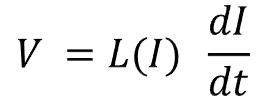 V = L(I) dI/dt